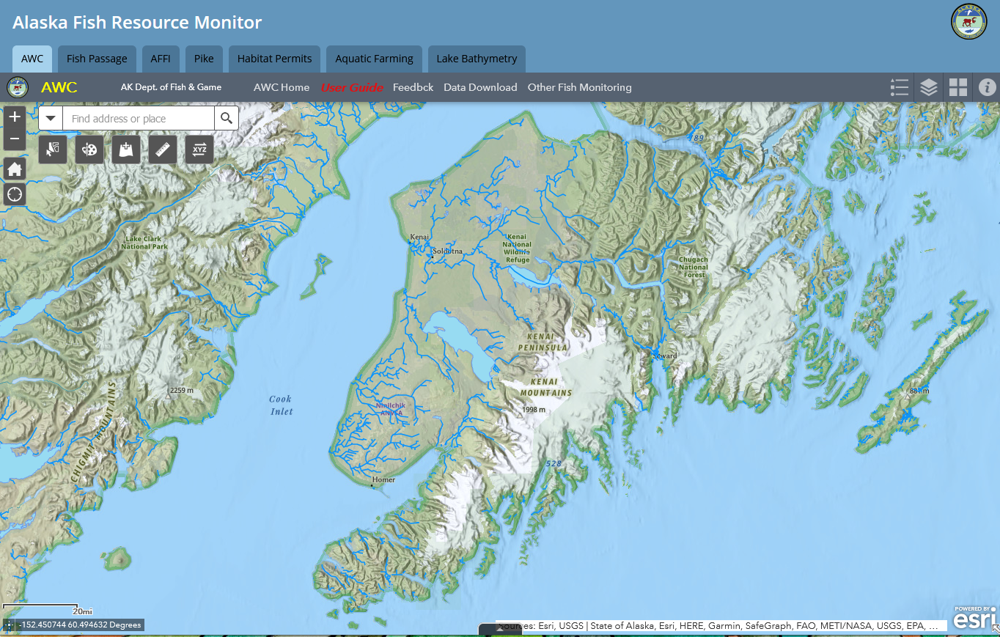 Alaska Fish Resource Monitor
AWC Fish Passage AFFI Pike Habitat Permits Aquatic Farming Lake Bathymetry
AWC AK Dept. of Fish & Game AWC Home User Guide Feedbck Data Download Other Fish Monitoring
Find address or place
XYZ
89
Lake Clark
National Park
Kenai
Soldotna
Kenai
National
Wildlife
Refuge
Chugach
National
Forest
KENAI
PENINSULA
Seward
KENAI
MOUNTAINS
2259 m
887 m
Cook
Inlet
Ninilchik
ANVSA
1998 m
CHIGMIT MOUNTAINS
528
Homer
20mi
-152.450744 60.494632 Degrees
Sources: Esri, USGS | State of Alaska, Esri, HERE, Garmin, SafeGraph, FAO, METI/NASA, USGS, EPA, ...
POWERED BY
esri